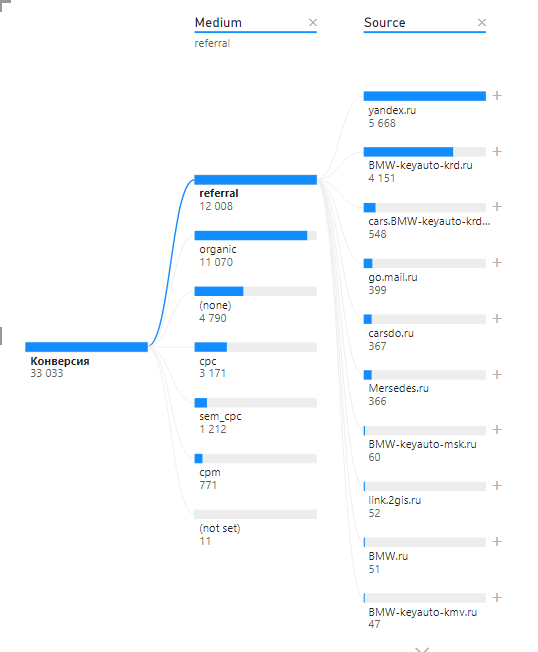 Medium
referral
Source
Конверсия
33 033
referral
12 008
organic
11 070
(none)
4 790
cpc
3 171
sem_cpc
1 212
cpm
771
(not set)
11
yandex.ru
5 668
BMW-keyauto-krd.ru
4 151
cars.BMW-keyauto-krd...
548
go.mail.ru
399
carsdo.ru
367
Mersedes.ru
366
BMW-keyauto-msk.ru
60
link.2gis.ru
52
BMW.ru
51
BMW-keyauto-kmv.ru
47